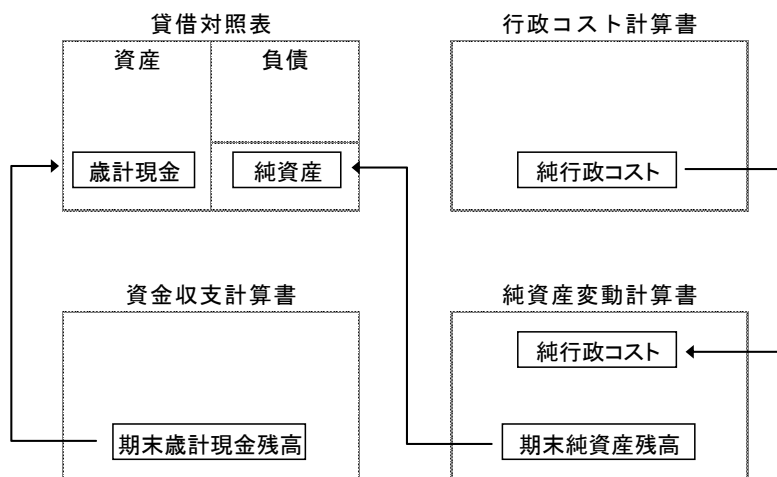 貸借対照表
資産
負債
歳計現金
純資産
行政コスト計算書
純行政コスト
資金収支計算書
期末歳計現金残高
純資産変動計算書
純行政コスト
期末純資産残高